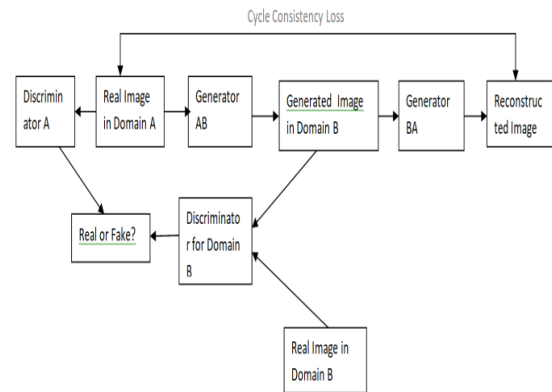 Cycle Consistency Loss
Discrimin
ator A
Real Image
in Domain A
Generator
AB
Generated Image
in Domain B
Generator
BA
Reconstruc
ted Image
Real or Fake?
Discriminato
r for Domain
B
Real Image in
Domain B